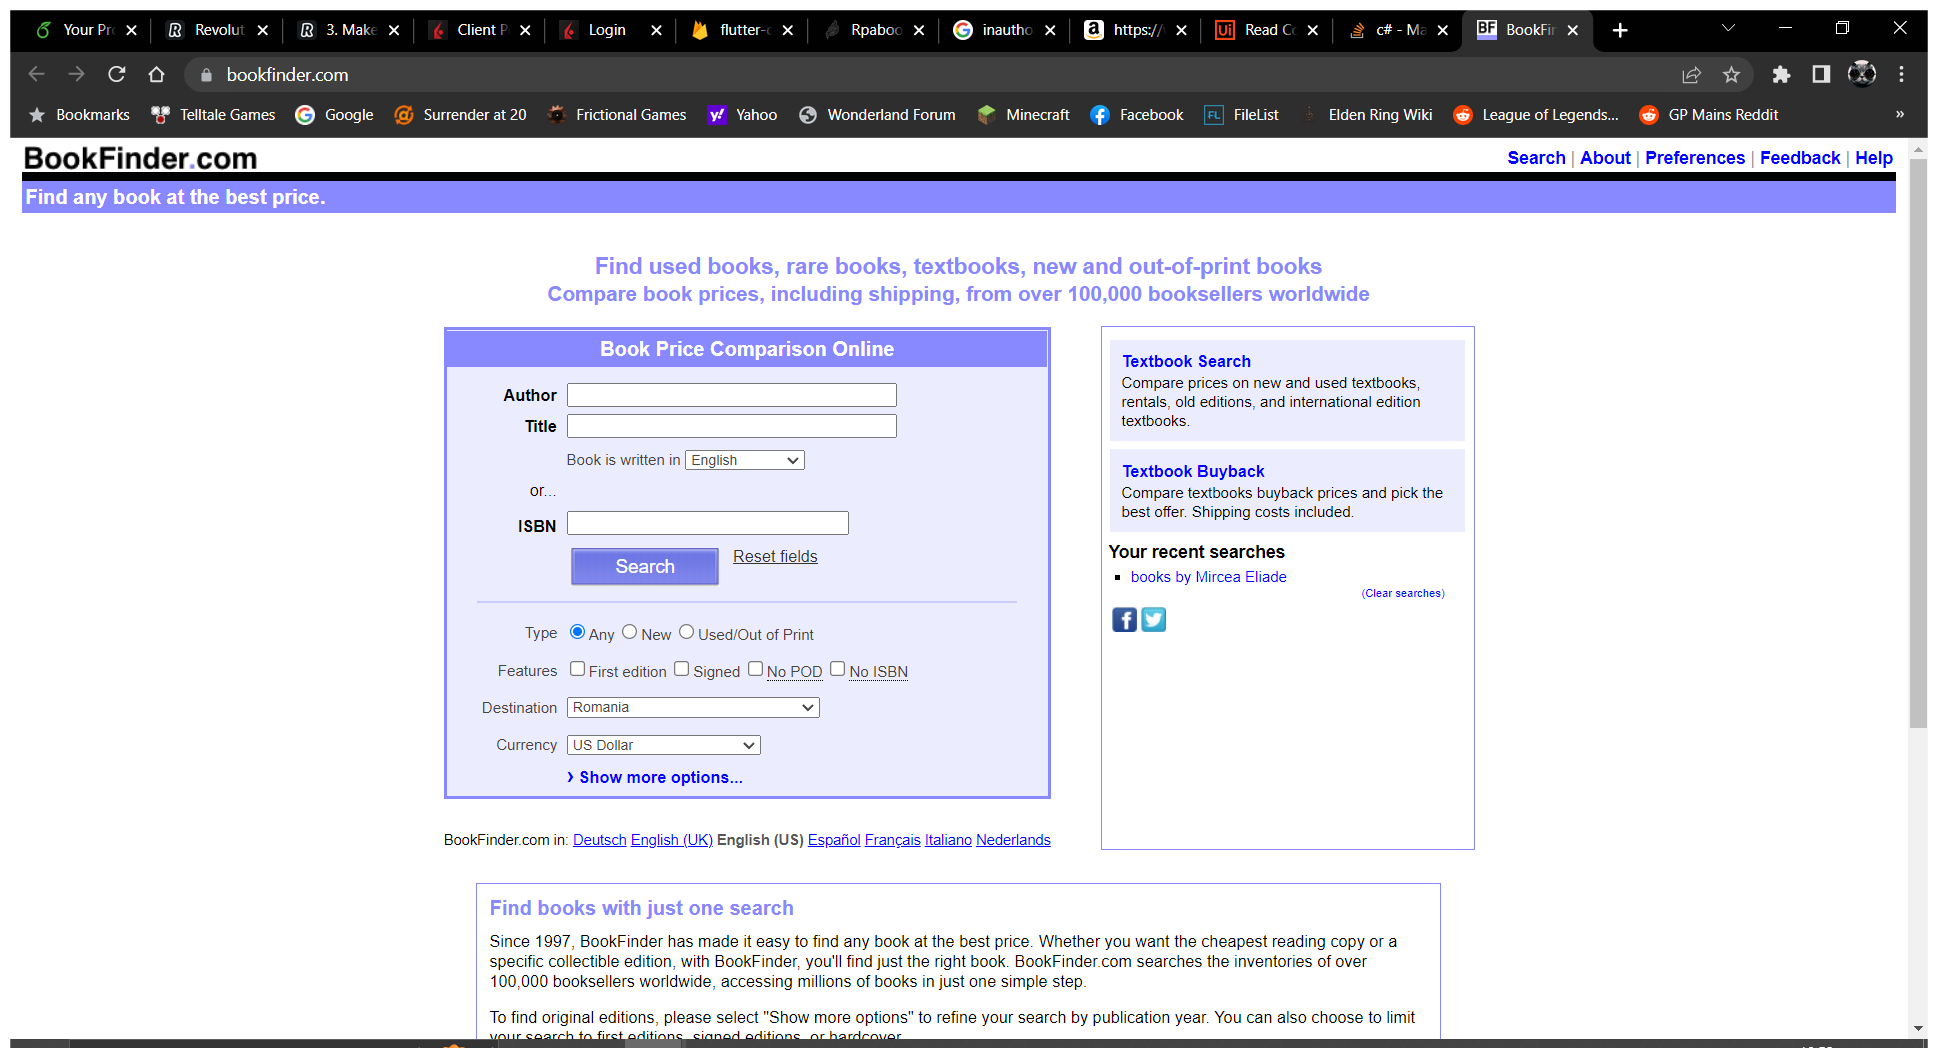 Your Pr
Revolut
3. Make
Client P
Login
flutter-
Rpaboo
inautho
https://
Read Co
c# - Ma
BookFin
bookfinder.com
Bookmarks
Telltale Games
Google
Surrender at 20
Frictional Games
Yahoo
Wonderland Forum
Minecraft
Facebook
FileList
Elden Ring Wiki
League of Legends...
GP Mains Reddit
»
BookFinder.com
Search | About | Preferences | Feedback | Help
Find any book at the best price.
Find used books, rare books, textbooks, new and out-of-print books
Compare book prices, including shipping, from over 100,000 booksellers worldwide
Book Price Comparison Online
Author
Title
Book is written in English
or...
ISBN
Search Reset fields
Type Any New Used/Out of Print
Features First edition Signed No POD No ISBN
Destination Romania
Currency US Dollar
› Show more options...
Textbook Search
Compare prices on new and used textbooks,
rentals, old editions, and international edition
textbooks.
Textbook Buyback
Compare textbooks buyback prices and pick the
best offer. Shipping costs included.
Your recent searches
books by Mircea Eliade
(Clear searches)
BookFinder.com in: Deutsch English (UK) English (US) Español Français Italiano Nederlands
Find books with just one search
Since 1997, BookFinder has made it easy to find any book at the best price. Whether you want the cheapest reading copy or a
specific collectible edition, with BookFinder, you'll find just the right book. BookFinder.com searches the inventories of over
100,000 booksellers worldwide, accessing millions of books in just one simple step.
To find original editions, please select "Show more options" to refine your search by publication year. You can also choose to limit
your search to first editions, signed editions, or hardcover